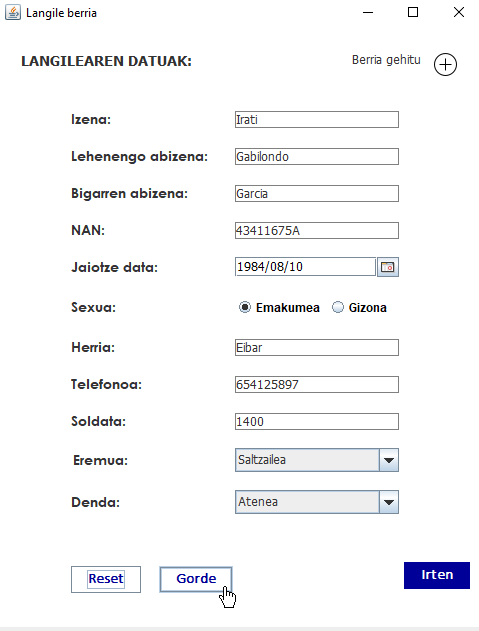 Langile berria
LANGILEAREN DATUAK:
Berria gehitu
Izena: Irati
Lehenengo abizena: Gabilondo
Bigarren abizena: Garcia
NAN: 43411675A
Jaiotze data: 1984/08/10
Sexua: Emakumea Gizona
Herria: Eibar
Telefonoa: 654125897
Soldata: 1400
Eremua: Saltzailea
Denda: Atenea
Reset Gorde Irten